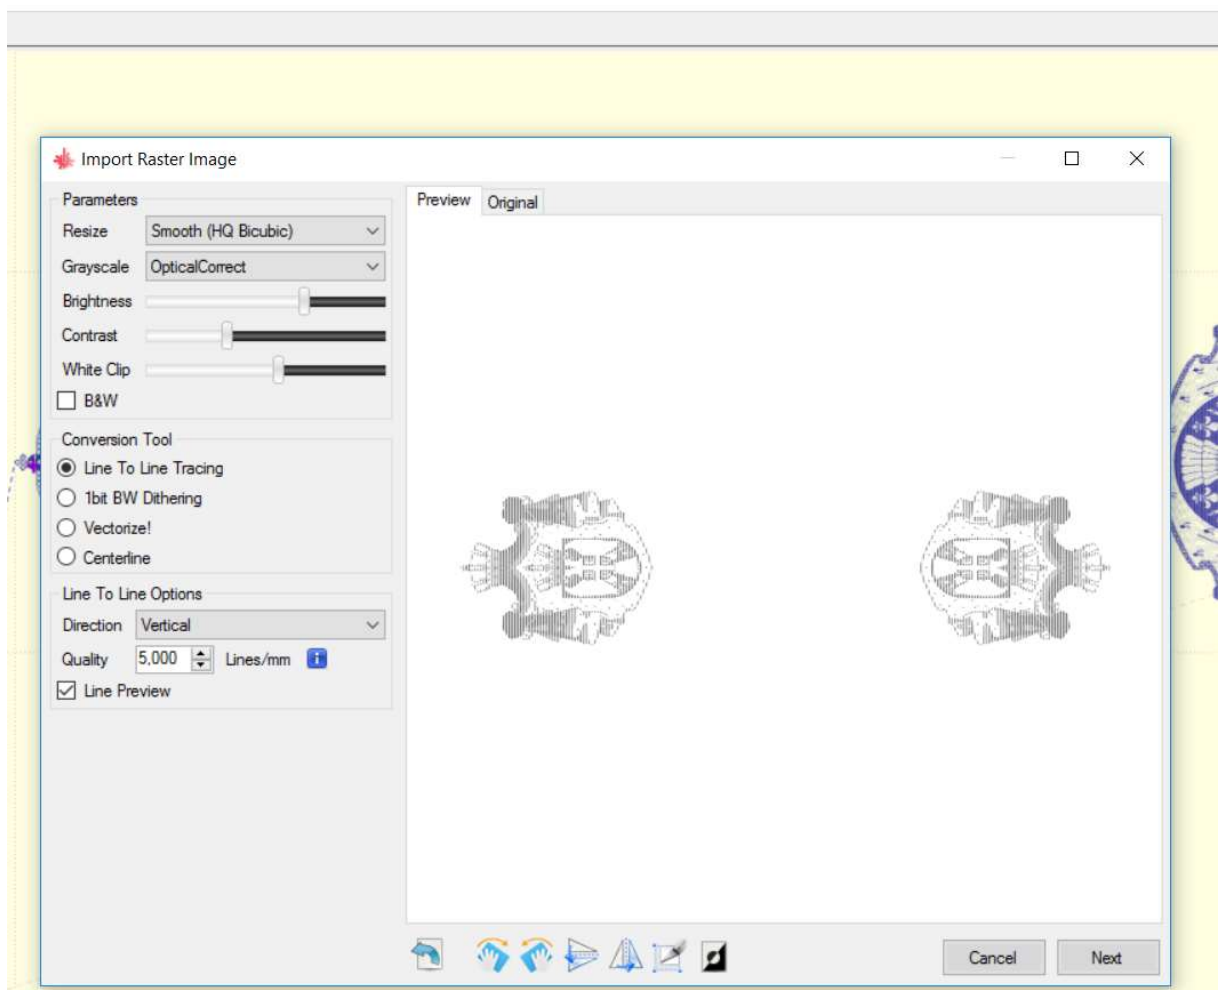 Import Raster Image
Parameters
Preview
Original
Resize
Smooth (HQ Bicubic)
Grayscale
OpticalCorrect
Brightness
Contrast
White Clip
B&W
Conversion Tool
Line To Line Tracing
1bit BW Dithering
Vectorize!
Centerline
Line To Line Options
Direction
Vertical
Quality
5,000
Lines/mm
Line Preview
Cancel
Next